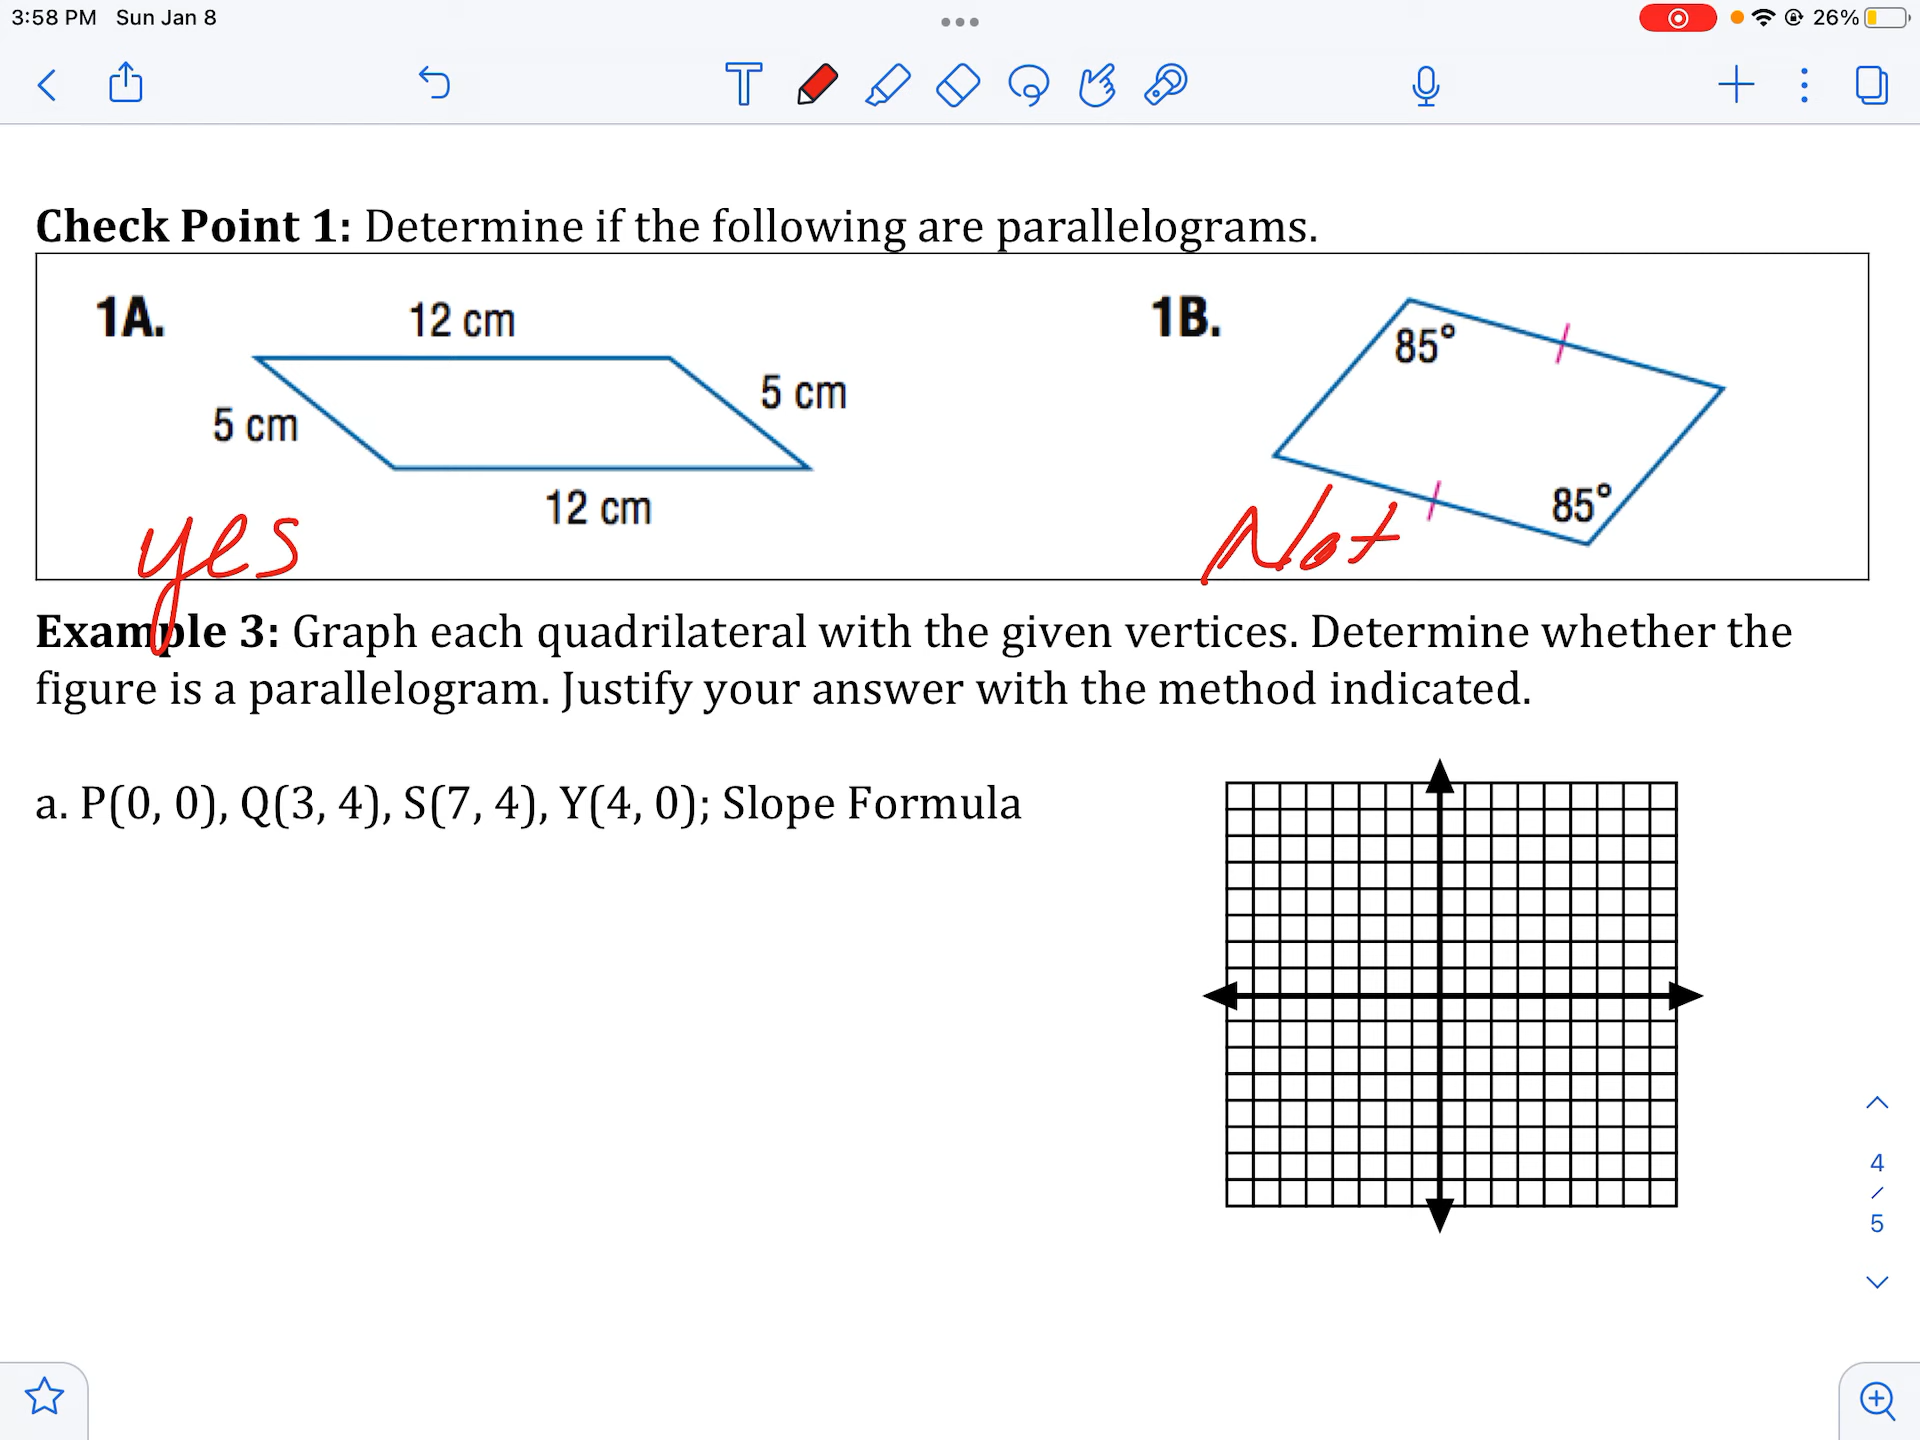 3:58 PM Sun Jan 8
26%
T
Check Point 1: Determine if the following are parallelograms.
1A.
12 cm
5 cm
5 cm
12 cm
yes
1B.
85°
85°
Not
Example 3: Graph each quadrilateral with the given vertices. Determine whether the
figure is a parallelogram. Justify your answer with the method indicated.
a. P(0, 0), Q(3, 4), S(7, 4), Y(4, 0); Slope Formula
4
/
5